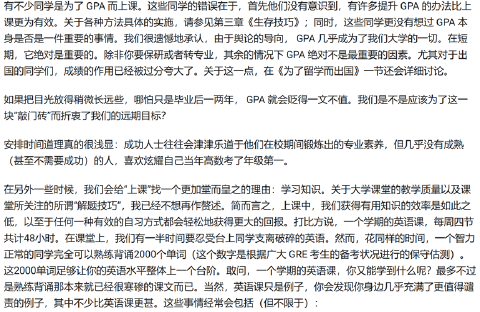 有不少同学是为了 GPA 而上课。这些同学的错误在于，首先他们没有意识到，有许多提升 GPA 的办法比上
课更为有效。关于各种方法具体的实施，请参见第三章《生存技巧》；同时，这些同学更没有想过 GPA 本
身是否是一件重要的事情。我们很遗憾地承认，由于舆论的导向， GPA 几乎成为了我们大学的一切。在短
期，它绝对是重要的。除非你要保研或者转专业，其余的情况下 GPA 绝对不是最重要的因素。尤其对于出
国的同学们，成绩的作用已经被过分夸大了。关于这一点，在《为了留学而出国》一节还会详细讨论。
如果把目光放得稍微长远些，哪怕只是毕业后一两年， GPA 就会贬得一文不值。我们是不是应该为了这一
块“敲门砖”而折衷了我们的远期目标？
安排时间道理真的很浅显：成功人士往往会津津乐道于他们在校期间锻炼出的专业素养，但几乎没有成熟
（甚至不需要成功）的人，喜欢炫耀自己当年高数考了年级第一。
在另外一些时候，我们会给“上课”找一个更加堂而皇之的理由：学习知识。关于大学课堂的教学质量以及课
堂所关注的所谓“解题技巧”，我已经不想再作赘述。简而言之，上课中，我们获得有用知识的效率是如此之
低，以至于任何一种有效的自习方式都会轻松地获得更大的回报。打比方说，一个学期的英语课，每周四节
共计48小时。在课堂上，我们有一半时间要忍受台上同学支离破碎的英语。然而，花同样的时间，一个智力
正常的同学完全可以熟练背诵2000个单词（这个数字是根据广大 GRE 考生的备考状况进行的保守估测）。
这2000单词足够让你的英语水平整体上一个台阶。敢问，一个学期的英语课，你又能学到什么呢？最多不过
是熟练背诵那本来就已经很寒碜的课文而已。当然，英语课只是例子，你会发现你身边几乎充满了更值得谴
责的例子，其中不少比英语课更甚。这些事情经常会包括（但不限于）：